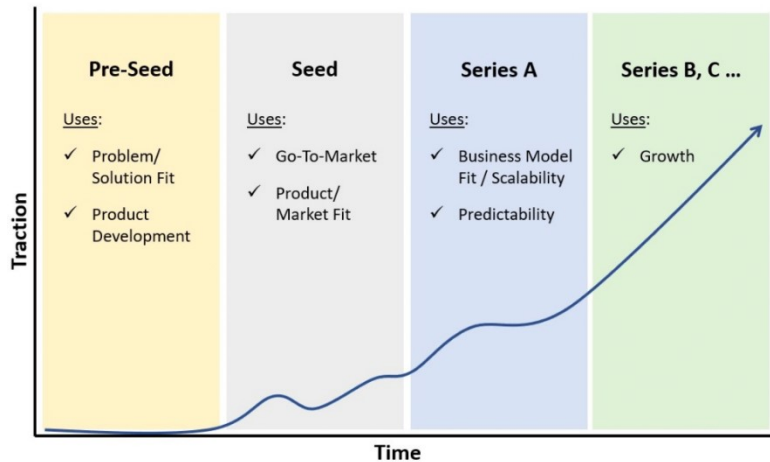 Pre-Seed
Uses:
✓ Problem/
Solution Fit
✓ Product
Development
Seed
Uses:
✓ Go-To-Market
✓ Product/
Market Fit
Series A
Uses:
✓ Business Model
Fit / Scalability
✓ Predictability
Series B, C ...
Uses:
✓ Growth
Traction
Time